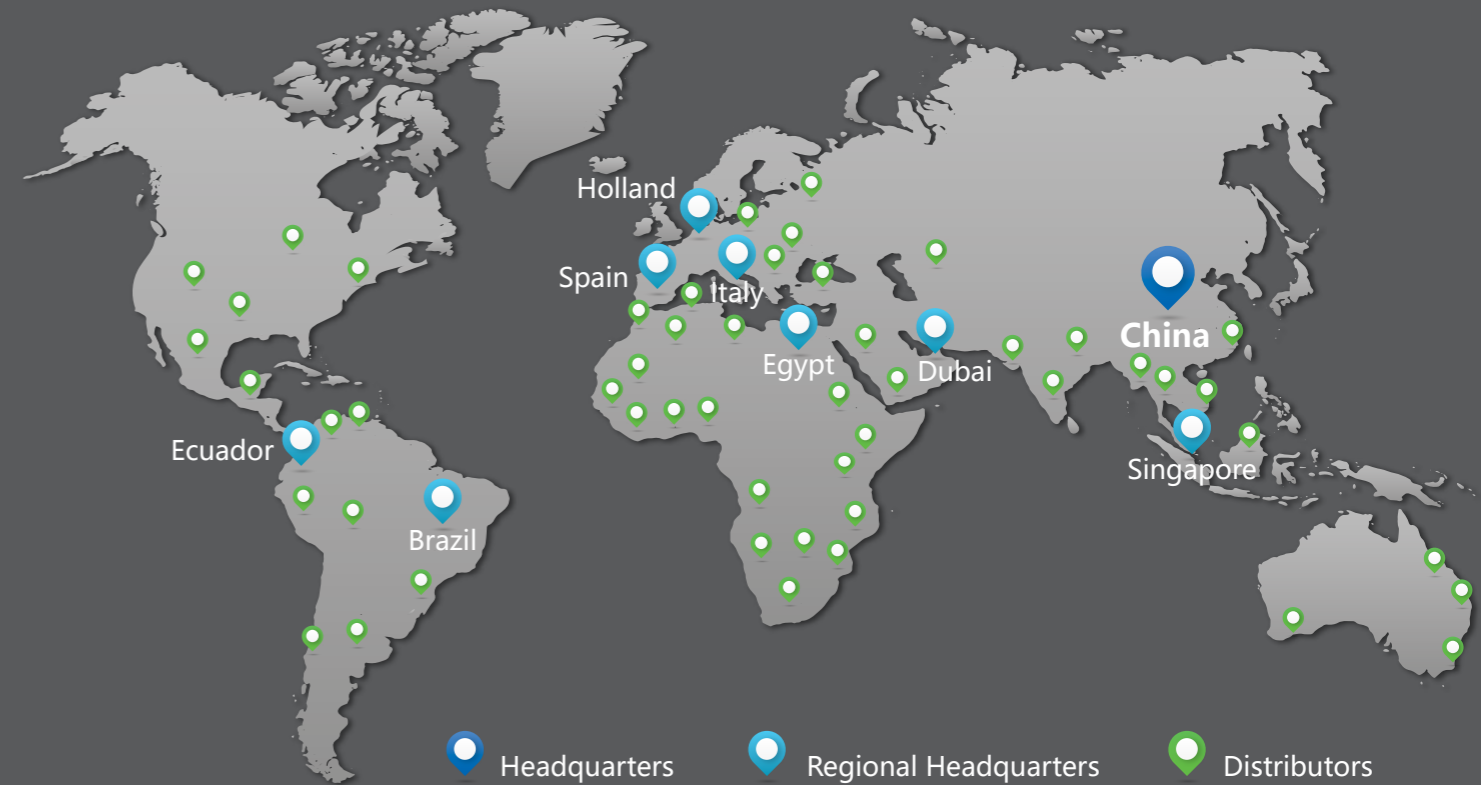 Holland
Spain
Italy
China
Egypt
Dubai
Ecuador
Singapore
Brazil
Headquarters
Regional Headquarters
Distributors